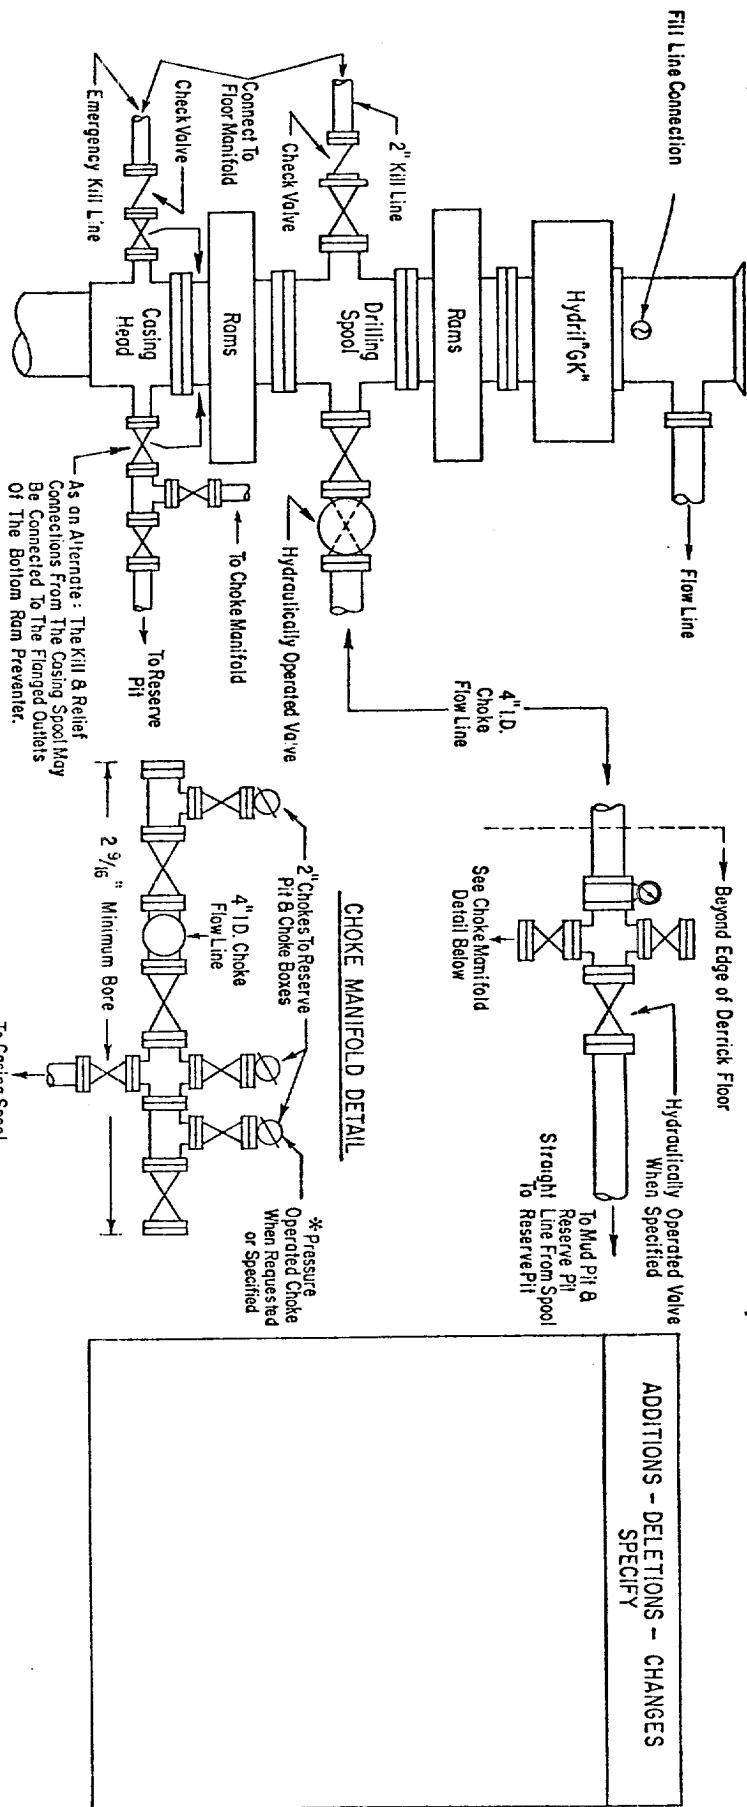 Fill Line Connection
Flow Line
Hydril "GK"
Rams
2" Kill Line
Check Valve
Connect To
Floor Manifold
Drilling
Spool
Hydraulically Operated Valve
4" I.D.
Choke
Flow Line
Rams
Check Valve
Emergency Kill Line
Casing
Head
To Choke Manifold
To Reserve
Pit
As an Alternate: The Kill & Relief
Connections From The Casing Spool May
Be Connected To The Flanged Outlets
Of The Bottom Ram Preventer.
Beyond Edge of Derrick Floor
See Choke Manifold
Detail Below
Hydraulically Operated Valve
When Specified
To Mud Pit &
Reserve Pit
Straight Line From Spool
To Reserve Pit
CHOKE MANIFOLD DETAIL
2" Chokes To Reserve
Pit & Choke Boxes
4" I.D. Choke
Flow Line
2 9/16" Minimum Bore
*Pressure
Operated Choke
When Requested
or Specified
To Casing Spool
ADDITIONS - DELETIONS - CHANGES
SPECIFY